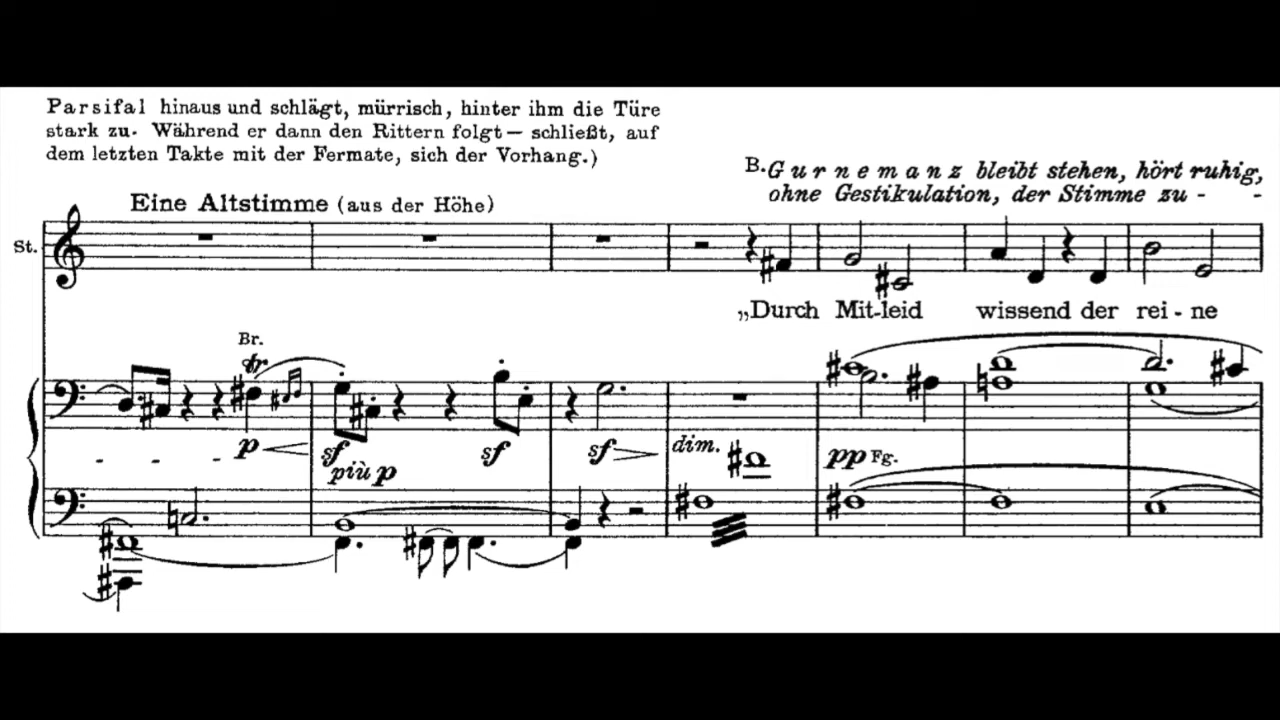 Parsifal hinaus und schlägt, mürrisch, hinter ihm die Türe
stark zu. Während er dann den Rittern folgt — schließt, auf
dem letzten Takte mit der Fermate, sich der Vorhang.)
B. Gurnemanz bleibt stehen, hört ruhig,
ohne Gestikulation, der Stimme zu - -
Eine Altstimme (aus der Höhe)
St.
„Durch Mit-leid wissend der rei - ne
Br.
tr
p sf sf sf dim. pp Fg.
più p